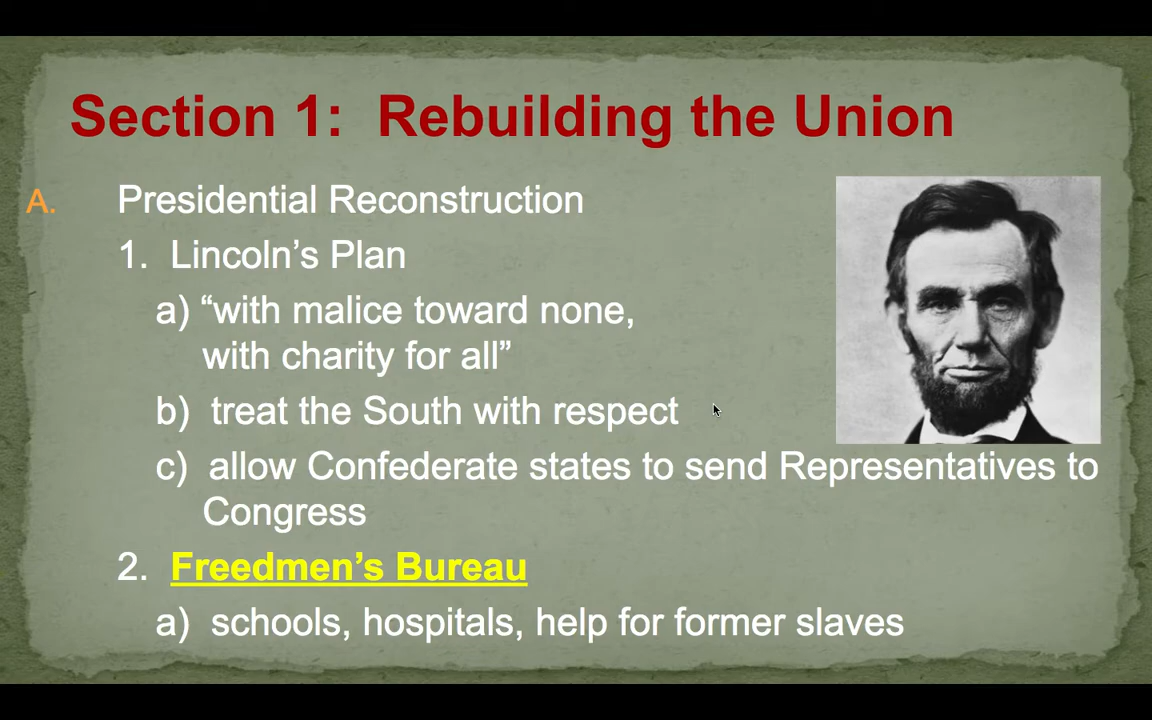 Section 1:  Rebuilding the Union
A. Presidential Reconstruction
1. Lincoln’s Plan
a) “with malice toward none,
with charity for all”
b) treat the South with respect
c) allow Confederate states to send Representatives to
Congress
2. Freedmen’s Bureau
a) schools, hospitals, help for former slaves